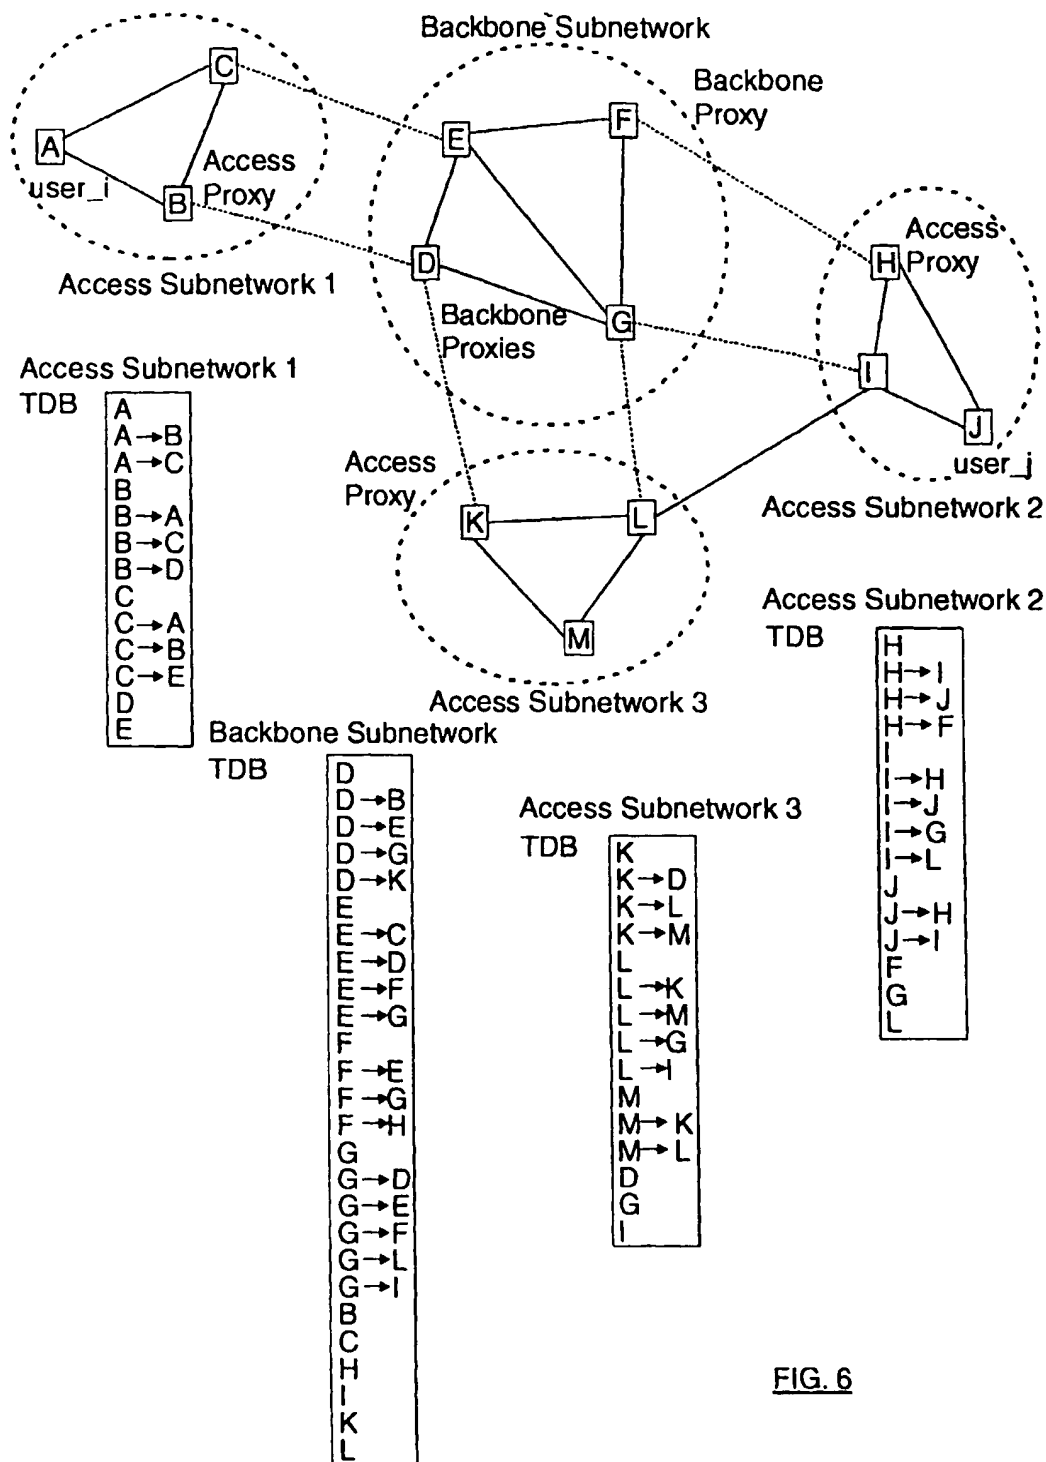 Backbone Subnetwork
C
Backbone
Proxy
F
E
A
Access
Proxy
user_i
B
Access
Proxy
H
D
Access Subnetwork 1
Backbone
Proxies
G
I
J
user_j
Access Subnetwork 2
Access
Proxy
K
L
M
Access Subnetwork 3
Access Subnetwork 1
TDB
A
A→B
A→C
B
B→A
B→C
B→D
C
C→A
C→B
C→E
D
E
Backbone Subnetwork
TDB
D
D→B
D→E
D→G
D→K
E
E→C
E→D
E→F
E→G
F
F→E
F→G
F→H
G
G→D
G→E
G→F
G→L
G→I
B
C
H
I
K
L
Access Subnetwork 3
TDB
K
K→D
K→L
K→M
L
L→K
L→M
L→G
L→I
M
M→K
M→L
D
G
I
Access Subnetwork 2
TDB
H
H→I
H→J
H→F
I
I→H
I→J
I→G
I→L
J
J→H
J→I
F
G
L
FIG. 6